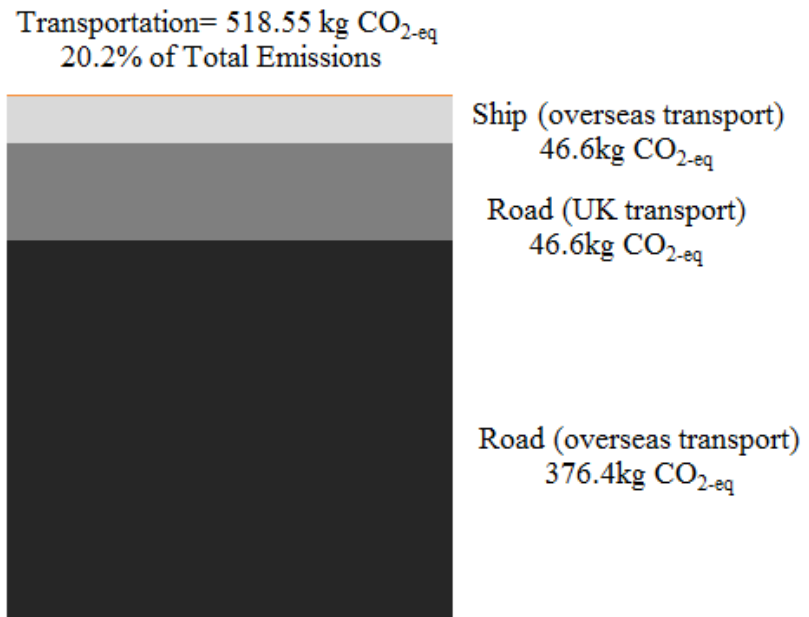 Transportation= 518.55 kg CO2-eq
20.2% of Total Emissions
Ship (overseas transport)
46.6kg CO2-eq
Road (UK transport)
46.6kg CO2-eq
Road (overseas transport)
376.4kg CO2-eq